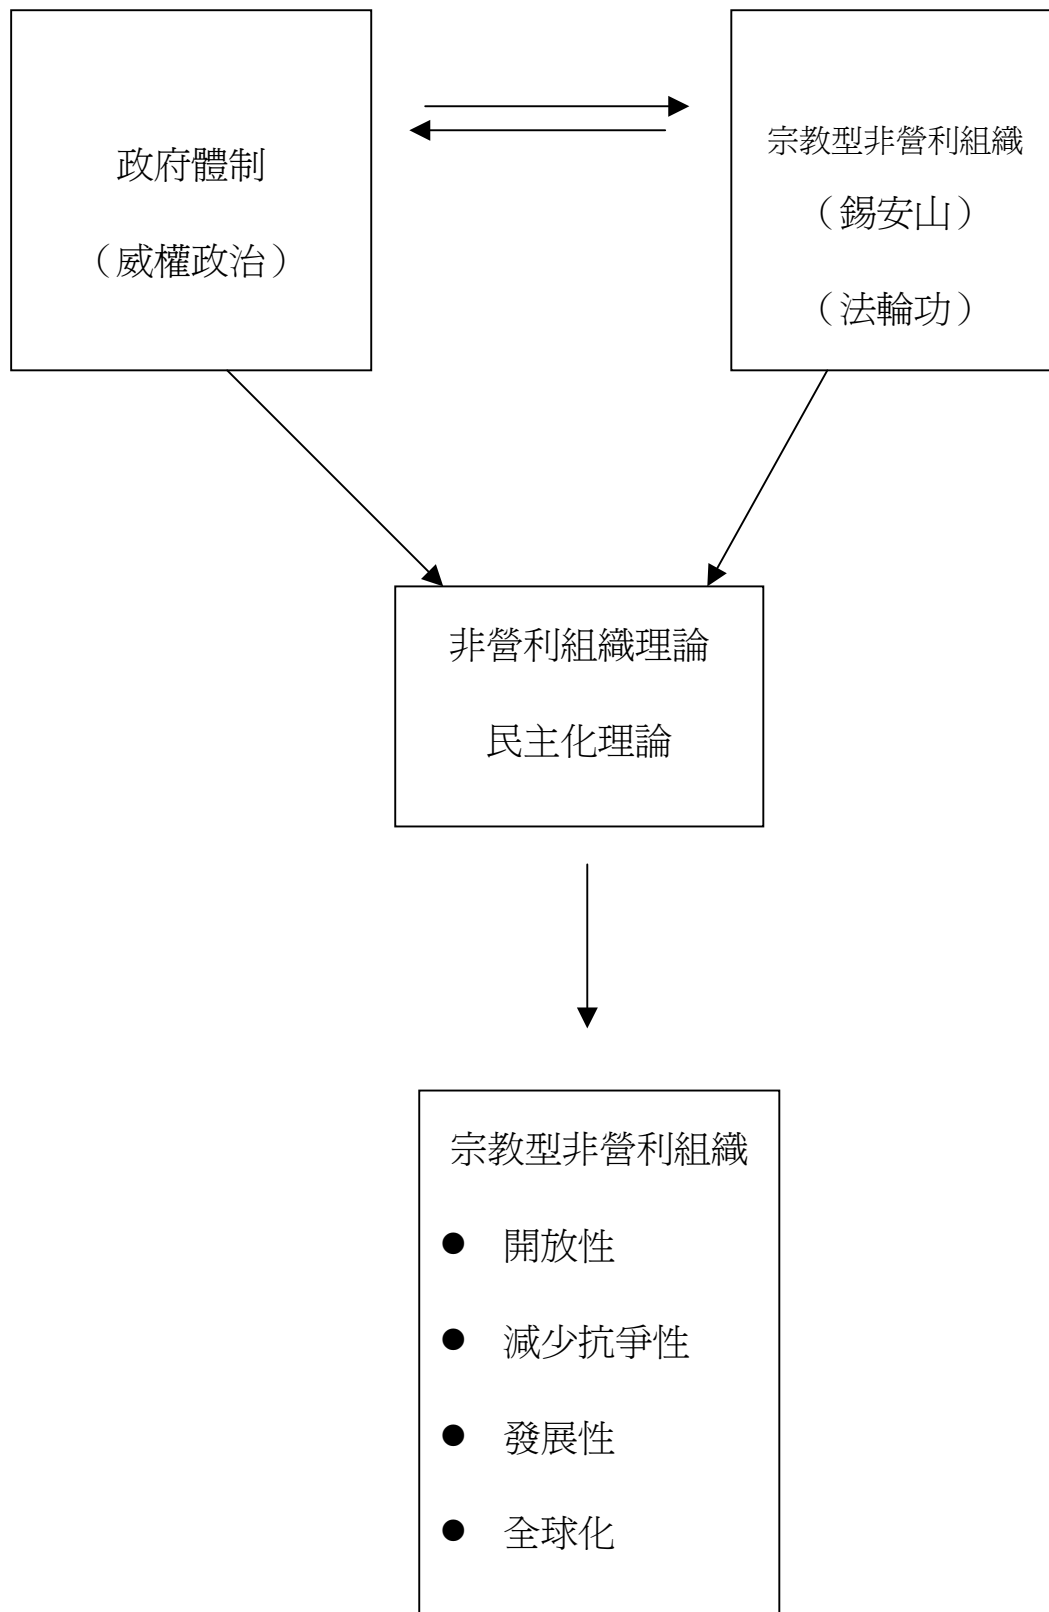 政府體制
（威權政治）
宗教型非營利組織
（錫安山）
（法輪功）
非營利組織理論
民主化理論
宗教型非營利組織
● 開放性
● 減少抗爭性
● 發展性
● 全球化